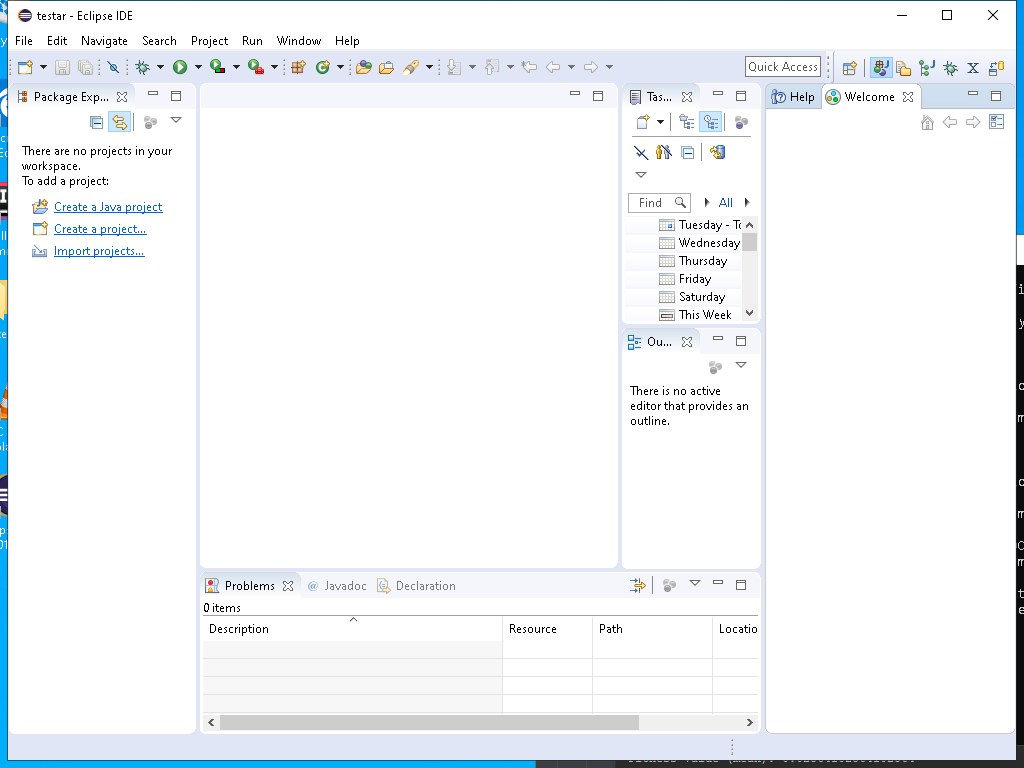 testar - Eclipse IDE
File Edit Navigate Search Project Run Window Help
Quick Access
Package Exp...
Tas...
Help
Welcome
There are no projects in your
workspace.
To add a project:
Create a Java project
Create a project...
Import projects...
Find
All
Tuesday - To
Wednesday
Thursday
Friday
Saturday
This Week
Ou...
There is no active
editor that provides an
outline.
Problems
@ Javadoc
Declaration
0 items
Description Resource Path Locatio